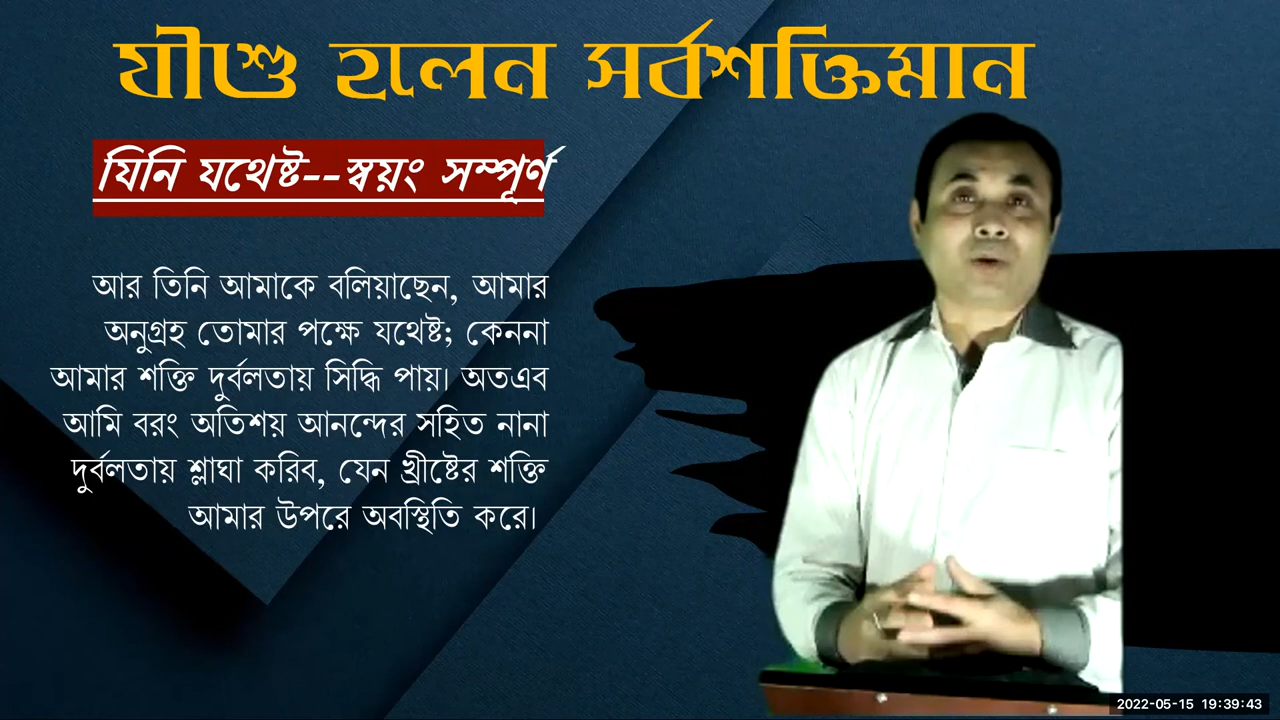 যীশু হলেন সর্বশক্তিমান
যিনি যথেষ্ট--স্বয়ং সম্পূর্ণ
আর তিনি আমাকে বলিয়াছেন, আমার
অনুগ্রহ তোমার পক্ষে যথেষ্ট; কেননা
আমার শক্তি দুর্বলতায় সিদ্ধি পায়। অতএব
আমি বরং অতিশয় আনন্দের সহিত নানা
দুর্বলতায় শ্লাঘা করিব, যেন খ্রীষ্টের শক্তি
আমার উপরে অবস্থিতি করে।
2022-05-15 19:39:43